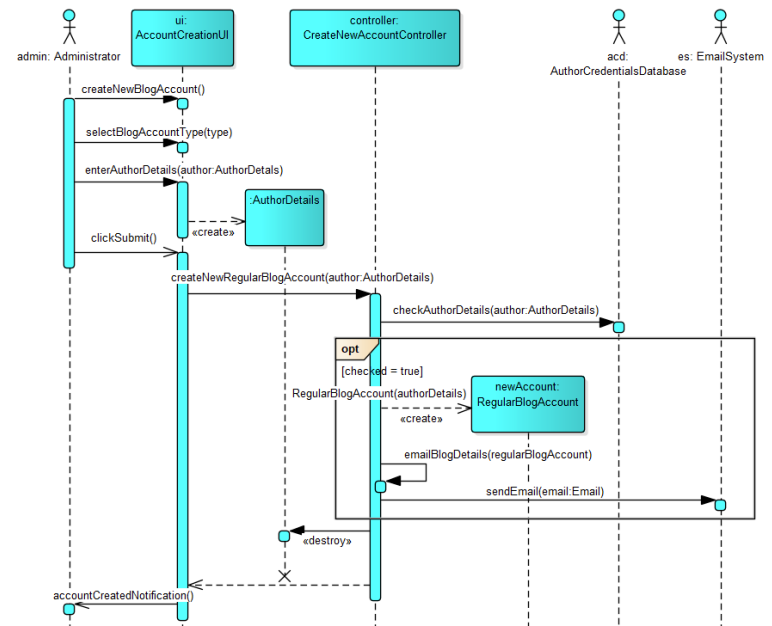 ui:
AccountCreationUI
controller:
CreateNewAccountController
admin: Administrator
acd:
AuthorCredentialsDatabase
es: EmailSystem
createNewBlogAccount()
selectBlogAccountType(type)
enterAuthorDetails(author:AuthorDetals)
:AuthorDetails
«create»
clickSubmit()
createNewRegularBlogAccount(author:AuthorDetails)
checkAuthorDetails(author:AuthorDetails)
opt
[checked = true]
RegularBlogAccount(authorDetails)
newAccount:
RegularBlogAccount
«create»
emailBlogDetails(regularBlogAccount)
sendEmail(email:Email)
«destroy»
accountCreatedNotification()